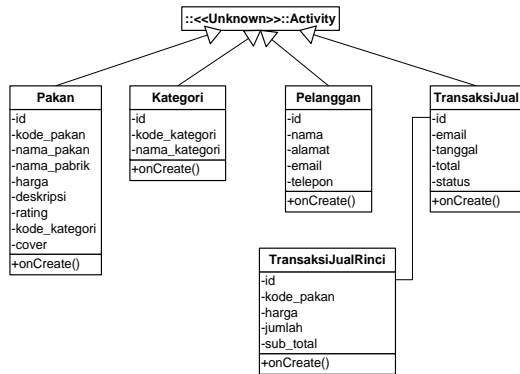 ::<<Unknown>>::Activity
Pakan
-id
-kode_pakan
-nama_pakan
-nama_pabrik
-harga
-deskripsi
-rating
-kode_kategori
-cover
+onCreate()
Kategori
-id
-kode_kategori
-nama_kategori
+onCreate()
Pelanggan
-id
-nama
-alamat
-email
-telepon
+onCreate()
TransaksiJual
-id
-email
-tanggal
-total
-status
+onCreate()
TransaksiJualRinci
-id
-kode_pakan
-harga
-jumlah
-sub_total
+onCreate()